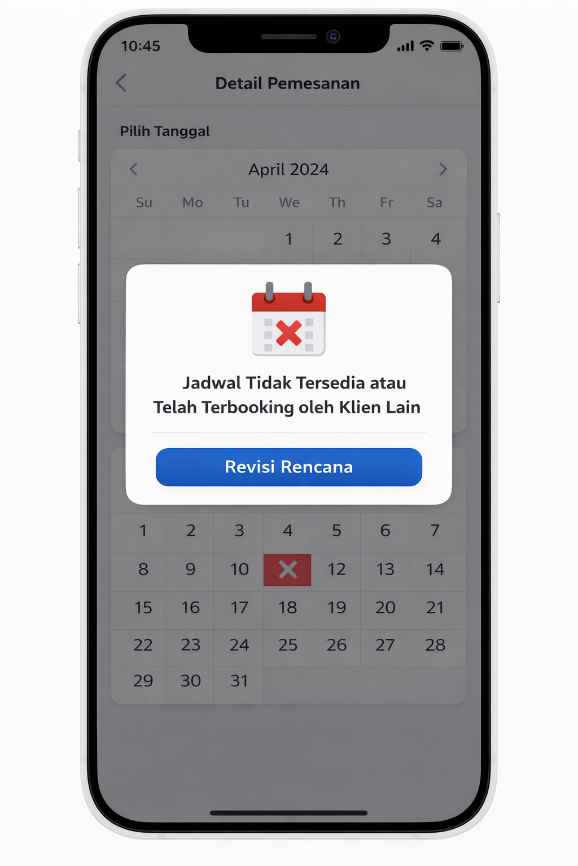 10:45
Detail Pemesanan
Pilih Tanggal
April 2024
Su Mo Tu We Th Fr Sa
1 2 3 4
Jadwal Tidak Tersedia atau
Telah Terbooking oleh Klien Lain
Revisi Rencana
1 2 3 4 5 6 7
8 9 10 12 13 14
15 16 17 18 19 20 21
22 23 24 25 26 27 28
29 30 31